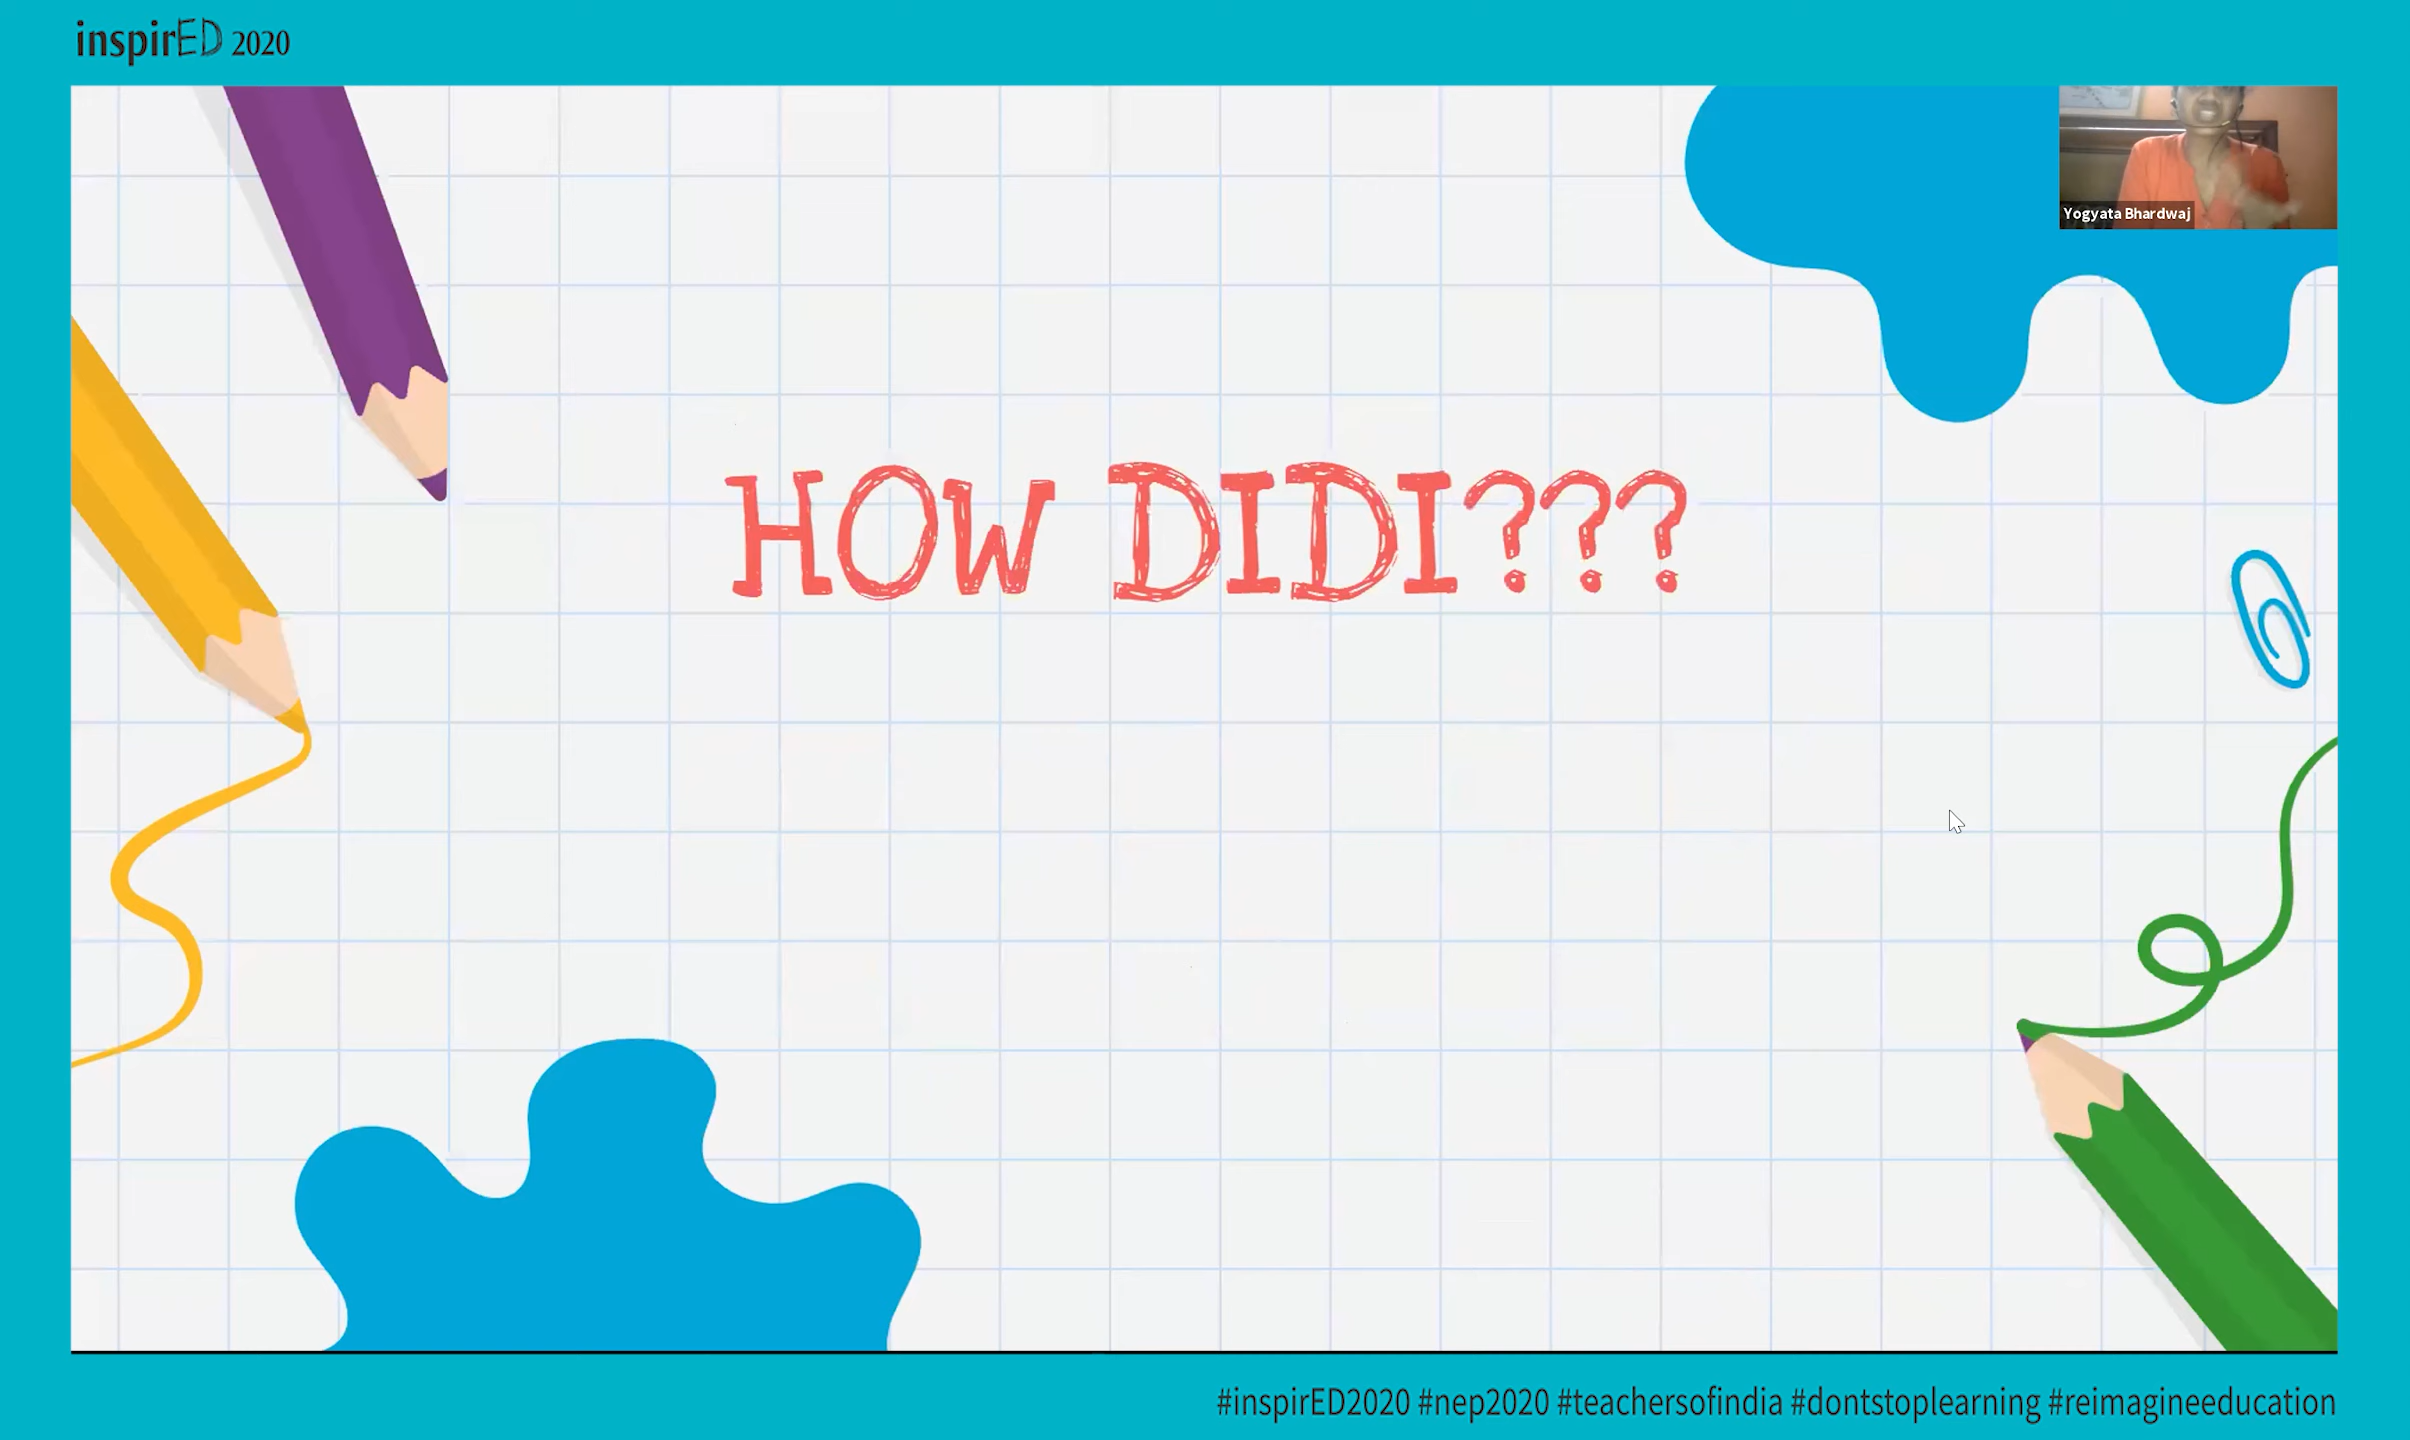 inspirED 2020
Yogyata Bhardwaj
HOW DIDI???
#inspirED2020 #nep2020 #teachersofindia #dontstoplearning #reimagineeducation